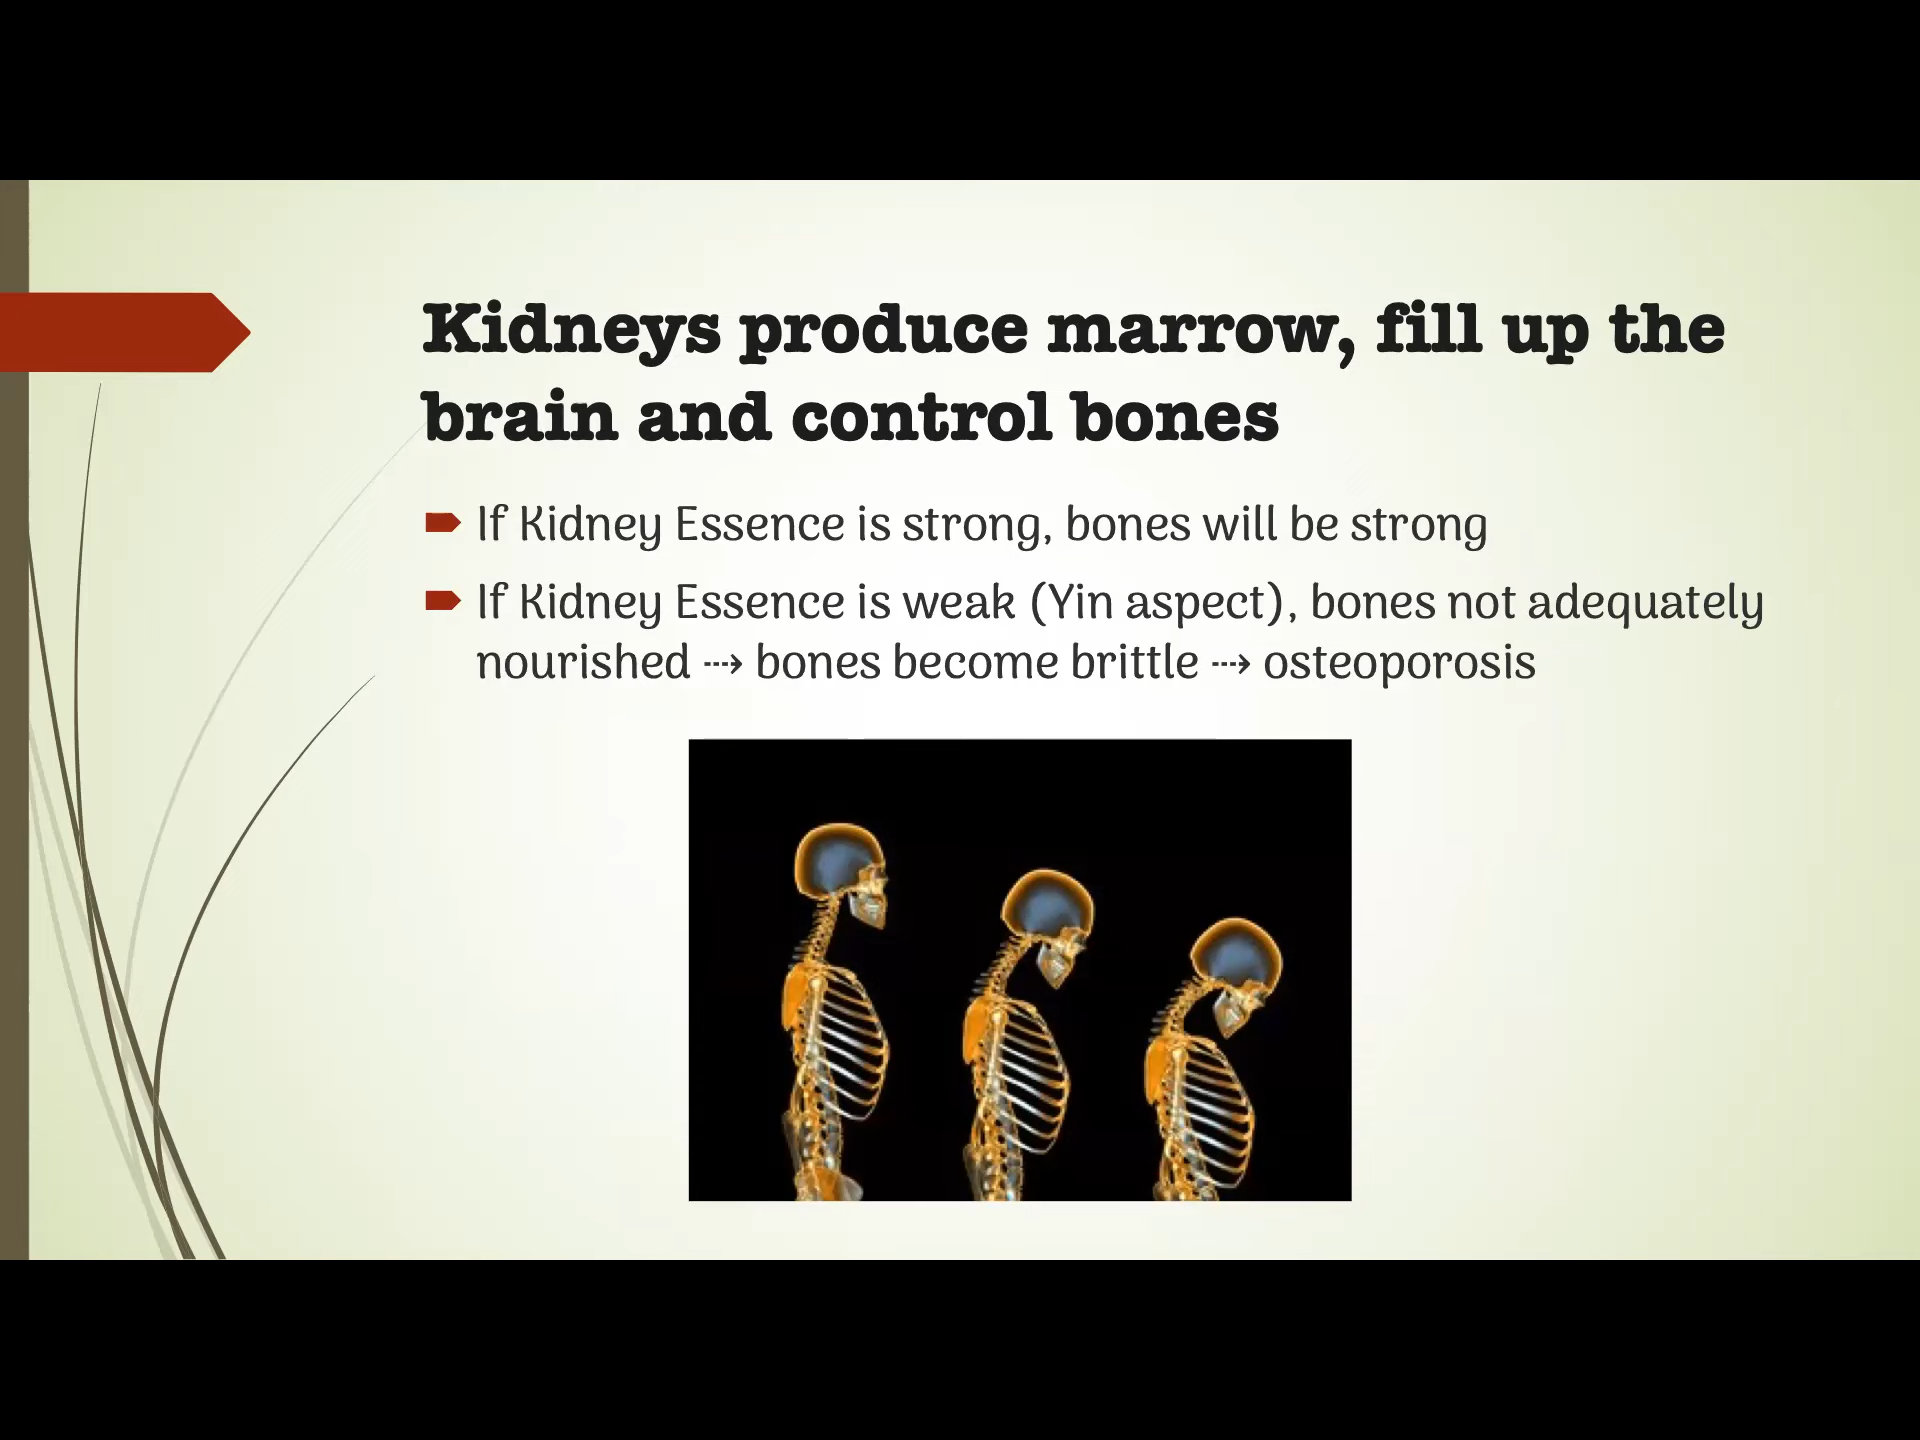 Kidneys produce marrow, fill up the
brain and control bones
If Kidney Essence is strong, bones will be strong
If Kidney Essence is weak (Yin aspect), bones not adequately
nourished ⇢ bones become brittle ⇢ osteoporosis